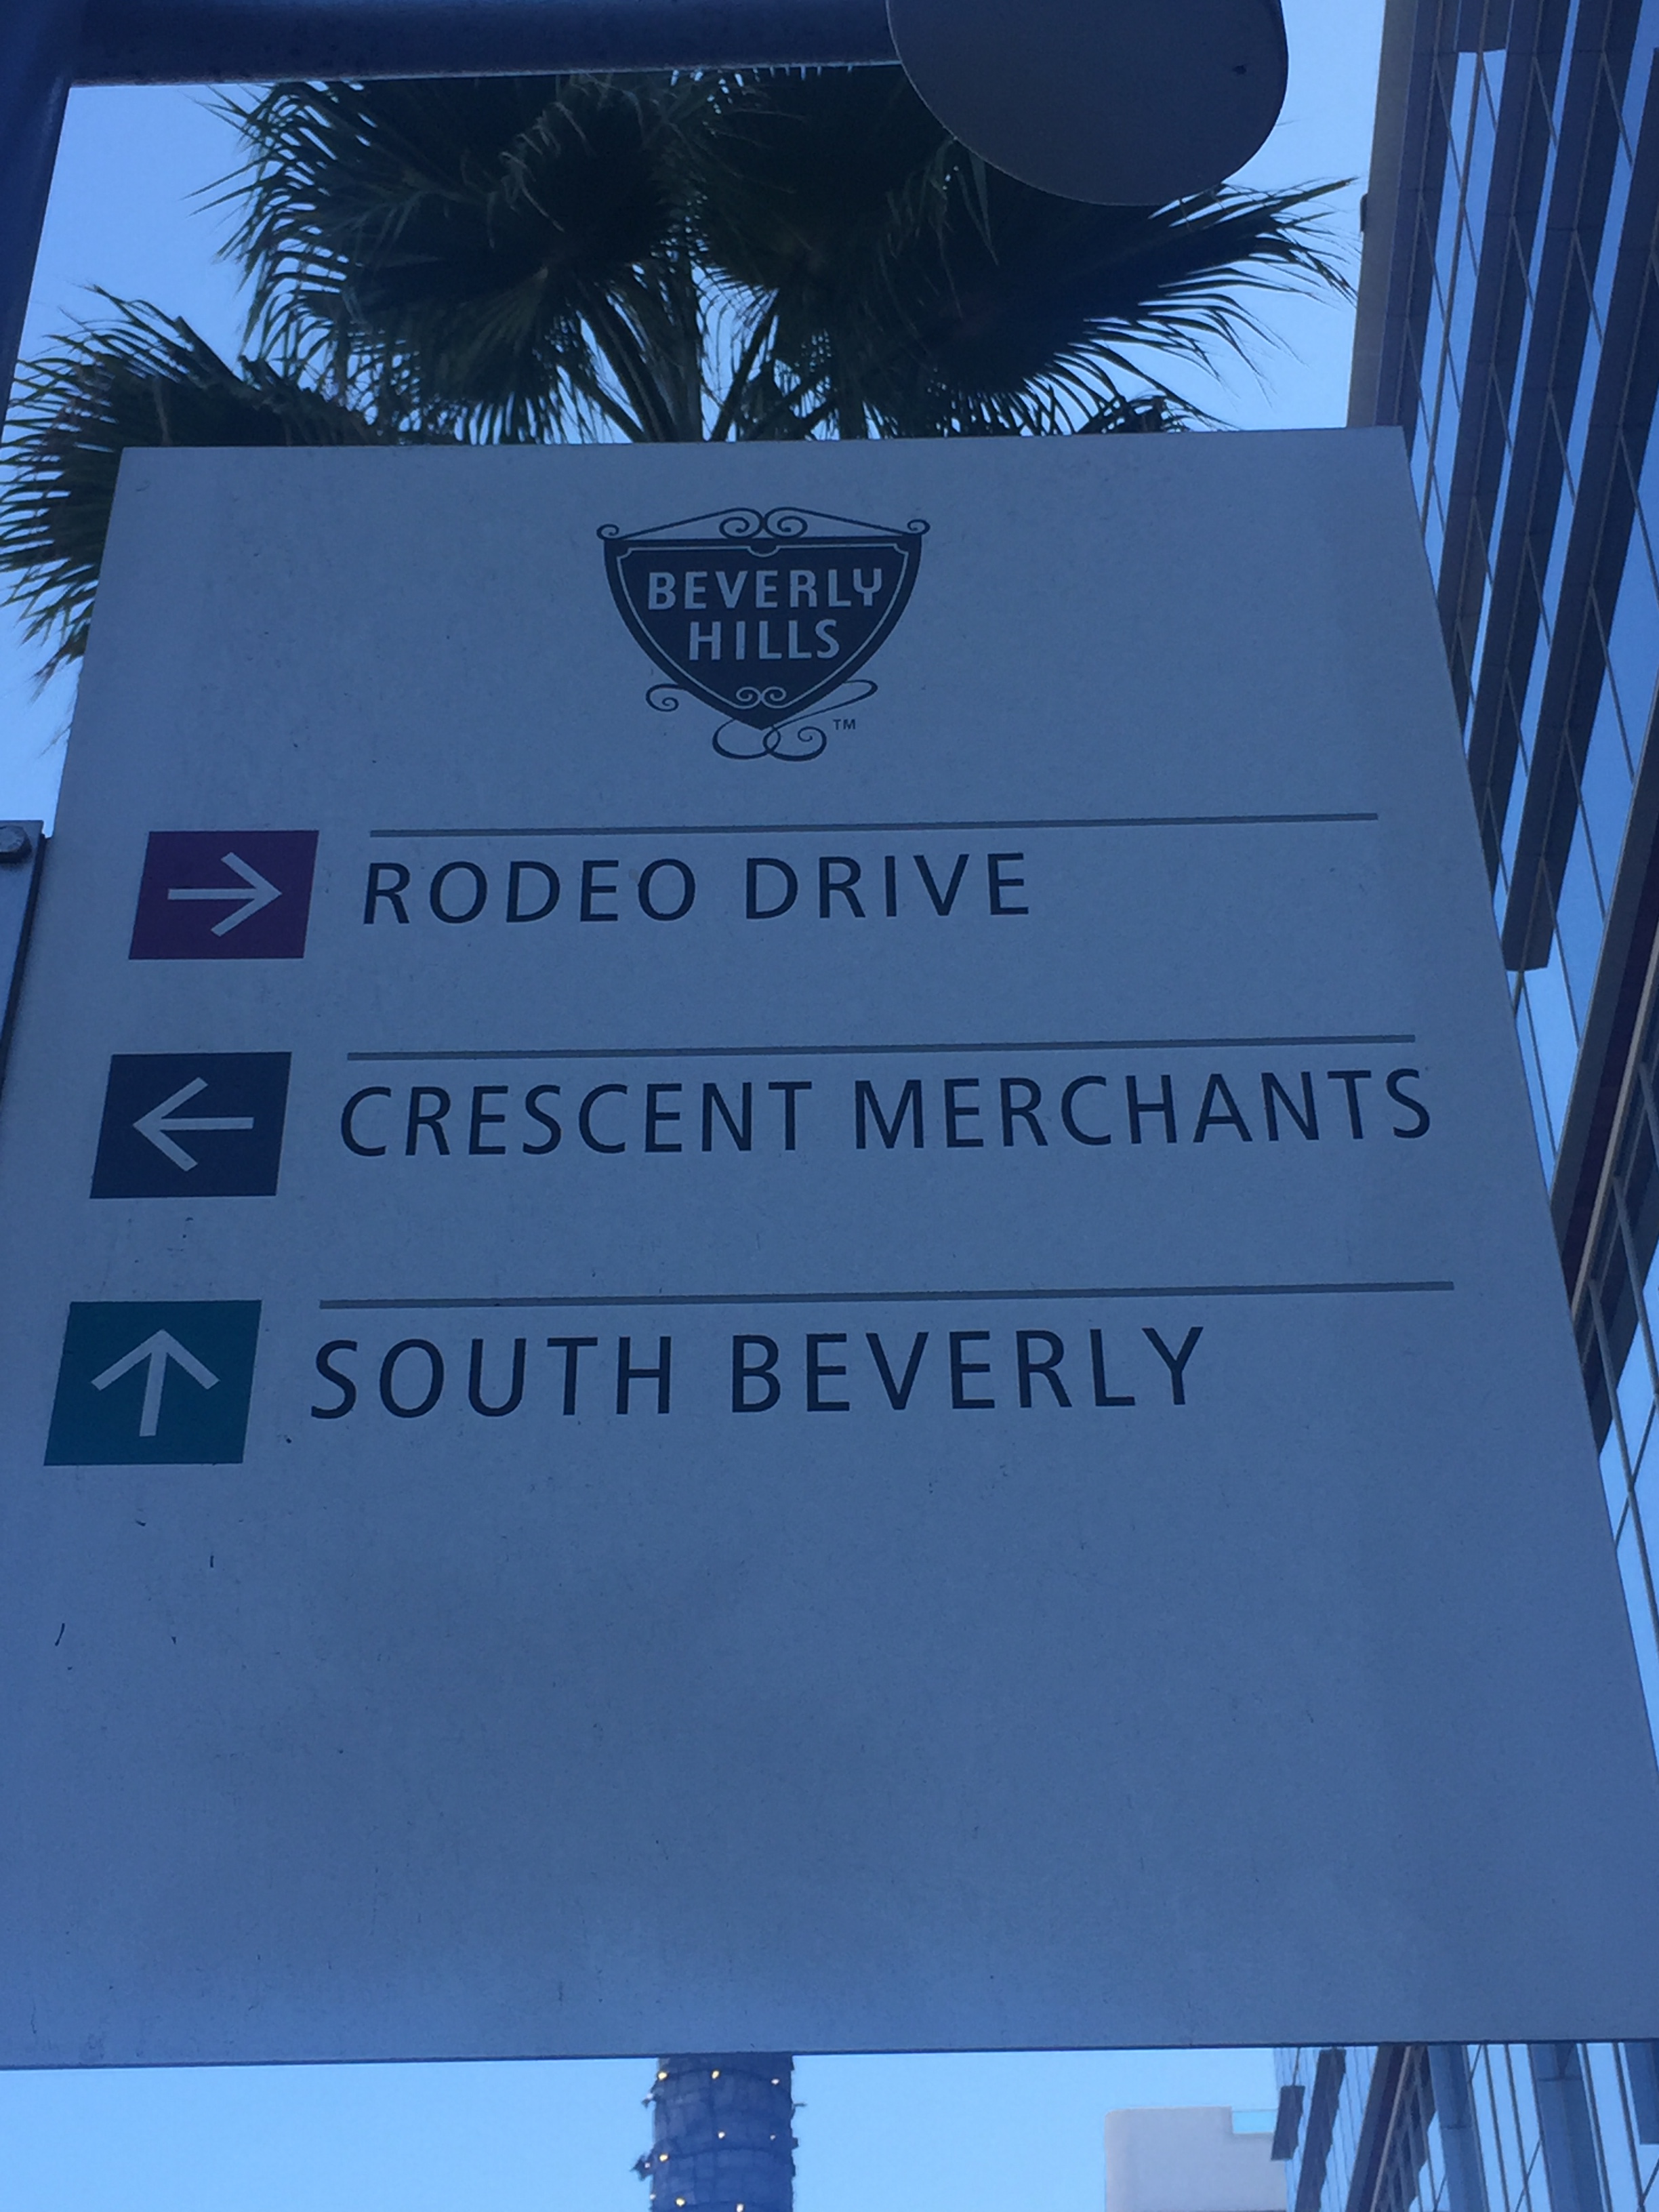 BEVERLY
HILLS
™
RODEO DRIVE
CRESCENT MERCHANTS
SOUTH BEVERLY